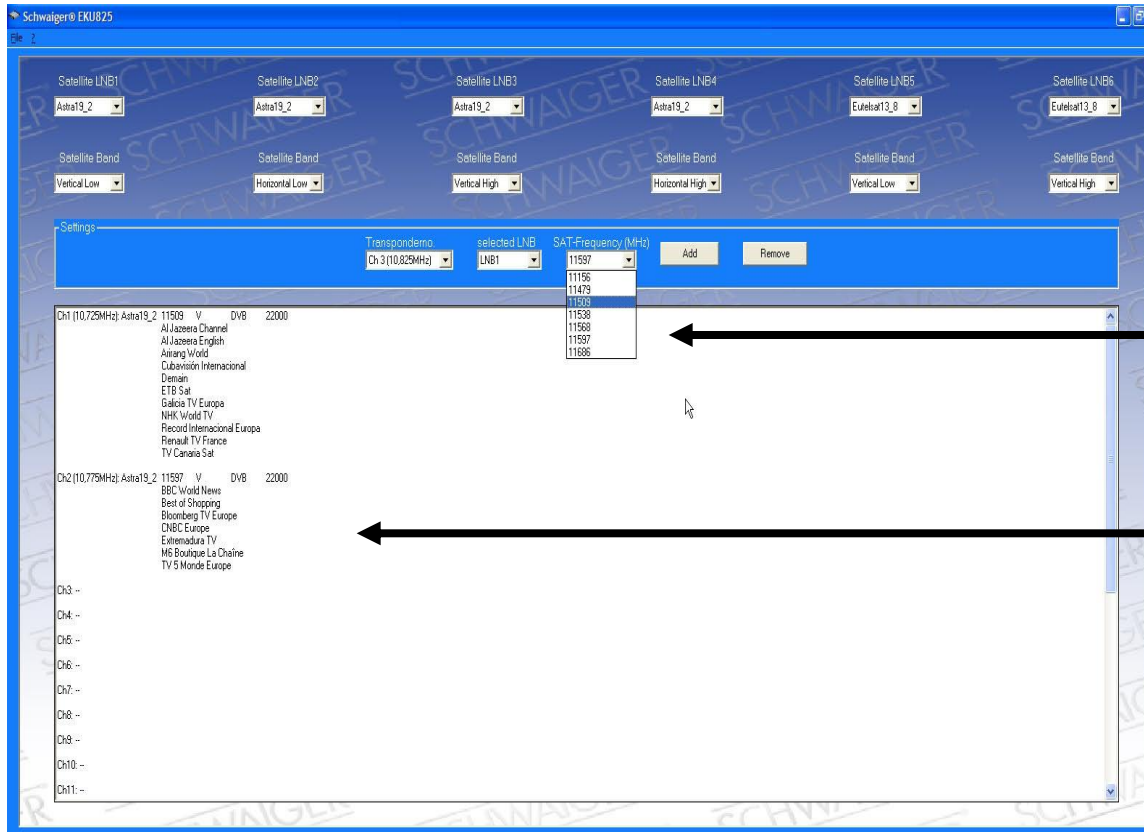 Schwaiger® EKU825
File ?
Satellite LNB1 Satellite LNB2 Satellite LNB3 Satellite LNB4 Satellite LNB5 Satellite LNB6
Astra19_2 Astra19_2 Astra19_2 Astra19_2 Eutelsat13_8 Eutelsat13_8
Satellite Band Satellite Band Satellite Band Satellite Band Satellite Band Satellite Band
Vertical Low Horizontal Low Vertical High Horizontal High Vertical Low Vertical High
Settings
Transponderno. selected LNB SAT-Frequency (MHz)
Ch 3 (10,825MHz) LNB1 11597 Add Remove
11156
11479
11509
11538
11568
11597
11686
Ch1 (10,725MHz): Astra19_2 11509 V DVB 22000
Al Jazeera Channel
Al Jazeera English
Arirang World
Cubavisión Internacional
Demain
ETB Sat
Galicia TV Europa
NHK World TV
Record Internacional Europa
Renault TV France
TV Canaria Sat
Ch2 (10,775MHz): Astra19_2 11597 V DVB 22000
BBC World News
Best of Shopping
Bloomberg TV Europe
CNBC Europe
Extremadura TV
M6 Boutique La Chaîne
TV 5 Monde Europe
Ch3: --
Ch4: --
Ch5: --
Ch6: --
Ch7: --
Ch8: --
Ch9: --
Ch10: --
Ch11: --
SCHWAIGER